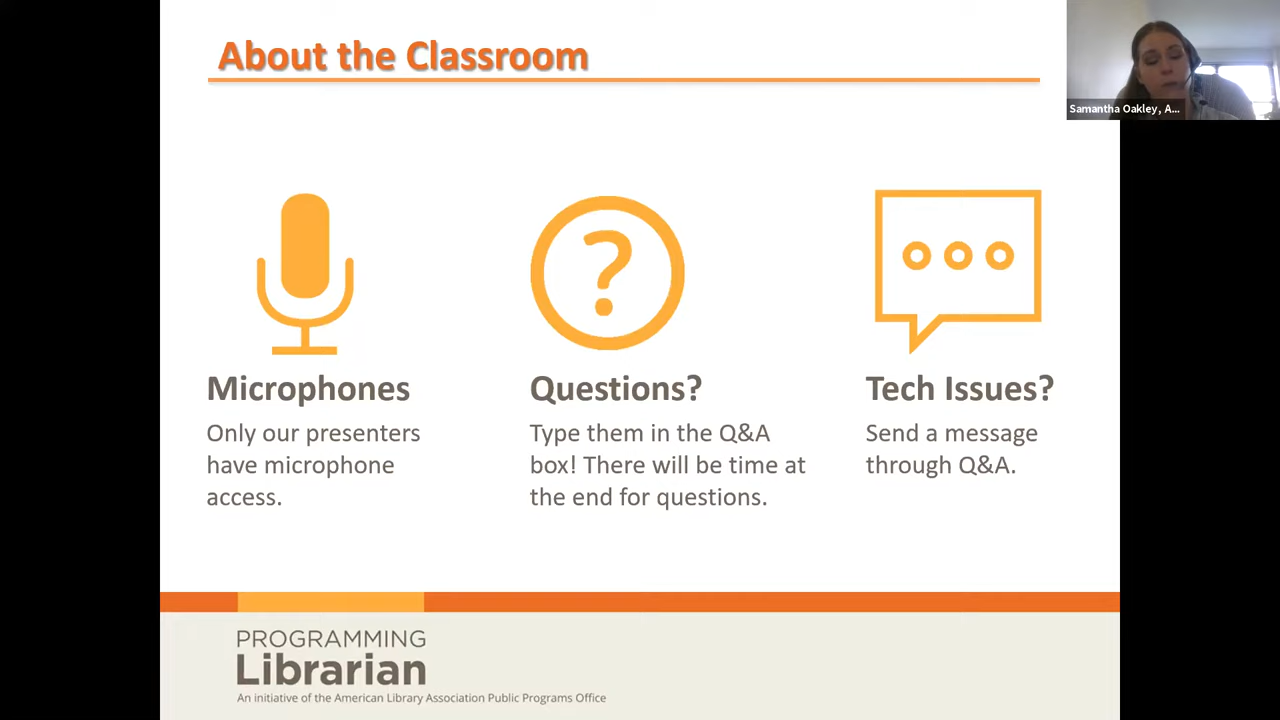 About the Classroom
Samantha Oakley, A...
Microphones
Only our presenters
have microphone
access.
Questions?
Type them in the Q&A
box! There will be time at
the end for questions.
Tech Issues?
Send a message
through Q&A.
PROGRAMMING
Librarian
An initiative of the American Library Association Public Programs Office